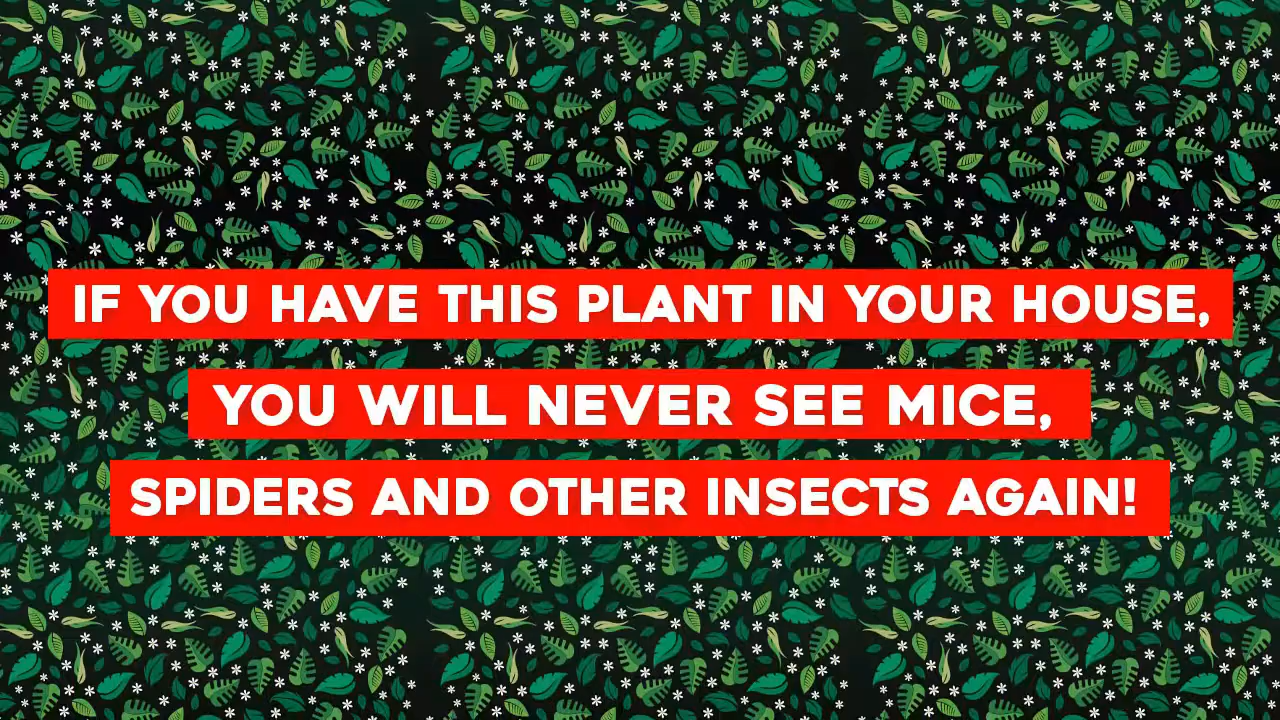 IF YOU HAVE THIS PLANT IN YOUR HOUSE,
YOU WILL NEVER SEE MICE,
SPIDERS AND OTHER INSECTS AGAIN!